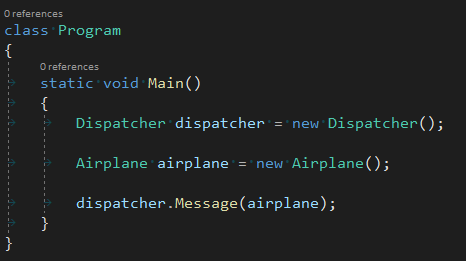 0 references
class Program
{
0 references
static void Main()
{
Dispatcher dispatcher = new Dispatcher();
Airplane airplane = new Airplane();
dispatcher.Message(airplane);
}
}